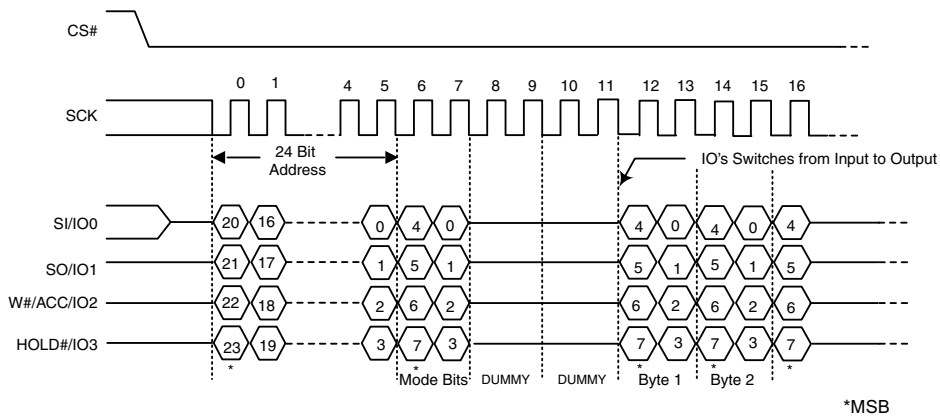 CS#
0 1 4 5 6 7 8 9 10 11 12 13 14 15 16
SCK
24 Bit
Address
IO's Switches from Input to Output
SI/IO0 20 16 0 4 0 4 0 4 0 4
SO/IO1 21 17 1 5 1 5 1 5 1 5
W#/ACC/IO2 22 18 2 6 2 6 2 6 2 6
HOLD#/IO3 23 19 3 7 3 7 3 7 3 7
* * * * *
Mode Bits DUMMY DUMMY Byte 1 Byte 2
*MSB